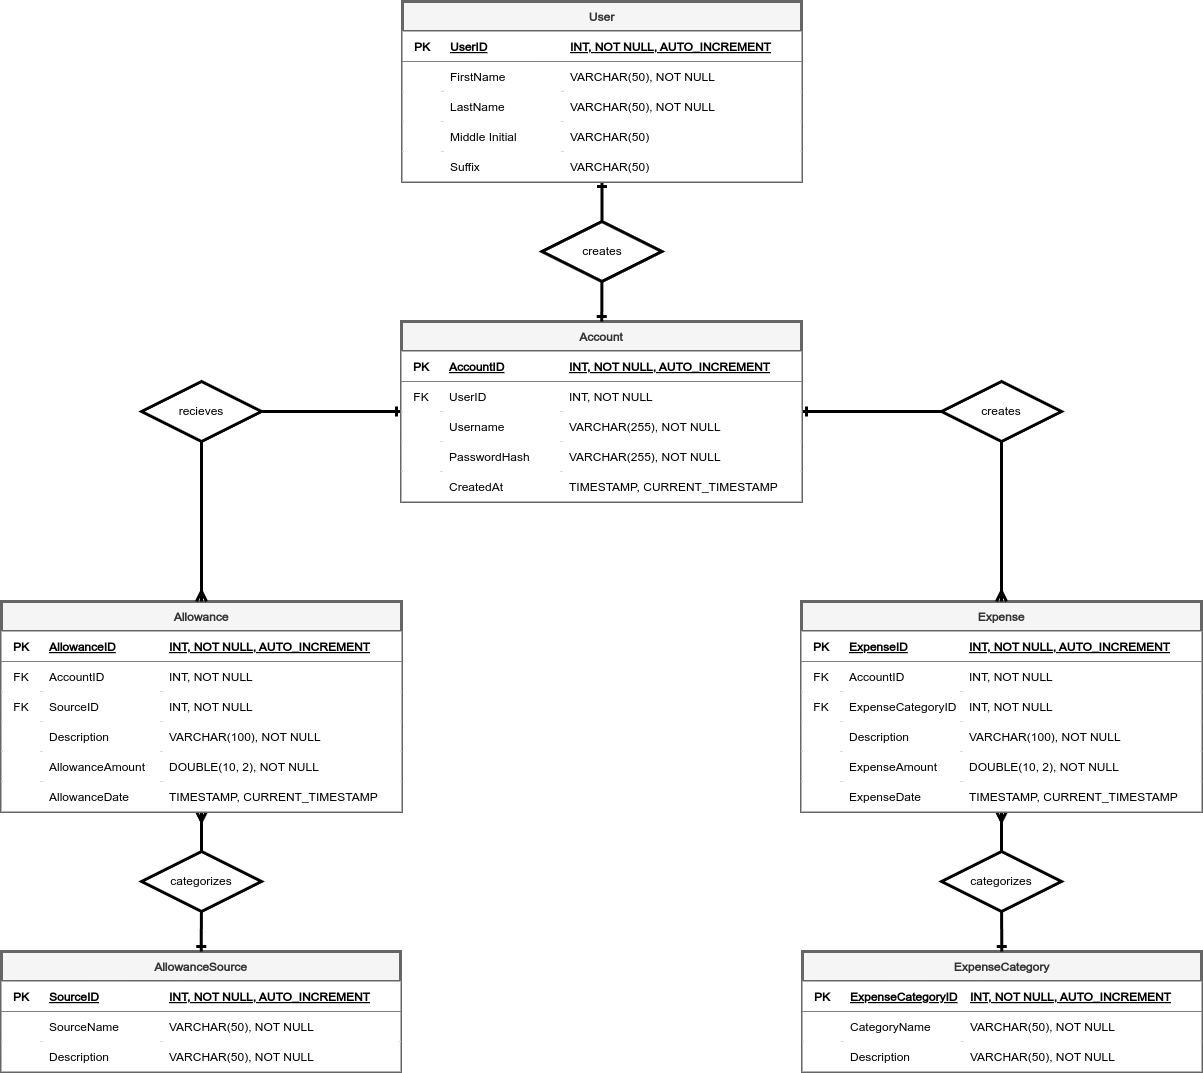 User
PK UserID INT, NOT NULL, AUTO_INCREMENT
FirstName VARCHAR(50), NOT NULL
LastName VARCHAR(50), NOT NULL
Middle Initial VARCHAR(50)
Suffix VARCHAR(50)
creates
Account
PK AccountID INT, NOT NULL, AUTO_INCREMENT
FK UserID INT, NOT NULL
Username VARCHAR(255), NOT NULL
PasswordHash VARCHAR(255), NOT NULL
CreatedAt TIMESTAMP, CURRENT_TIMESTAMP
recieves
creates
Allowance
PK AllowanceID INT, NOT NULL, AUTO_INCREMENT
FK AccountID INT, NOT NULL
FK SourceID INT, NOT NULL
Description VARCHAR(100), NOT NULL
AllowanceAmount DOUBLE(10, 2), NOT NULL
AllowanceDate TIMESTAMP, CURRENT_TIMESTAMP
Expense
PK ExpenseID INT, NOT NULL, AUTO_INCREMENT
FK AccountID INT, NOT NULL
FK ExpenseCategoryID INT, NOT NULL
Description VARCHAR(100), NOT NULL
ExpenseAmount DOUBLE(10, 2), NOT NULL
ExpenseDate TIMESTAMP, CURRENT_TIMESTAMP
categorizes
categorizes
AllowanceSource
PK SourceID INT, NOT NULL, AUTO_INCREMENT
SourceName VARCHAR(50), NOT NULL
Description VARCHAR(50), NOT NULL
ExpenseCategory
PK ExpenseCategoryID INT, NOT NULL, AUTO_INCREMENT
CategoryName VARCHAR(50), NOT NULL
Description VARCHAR(50), NOT NULL